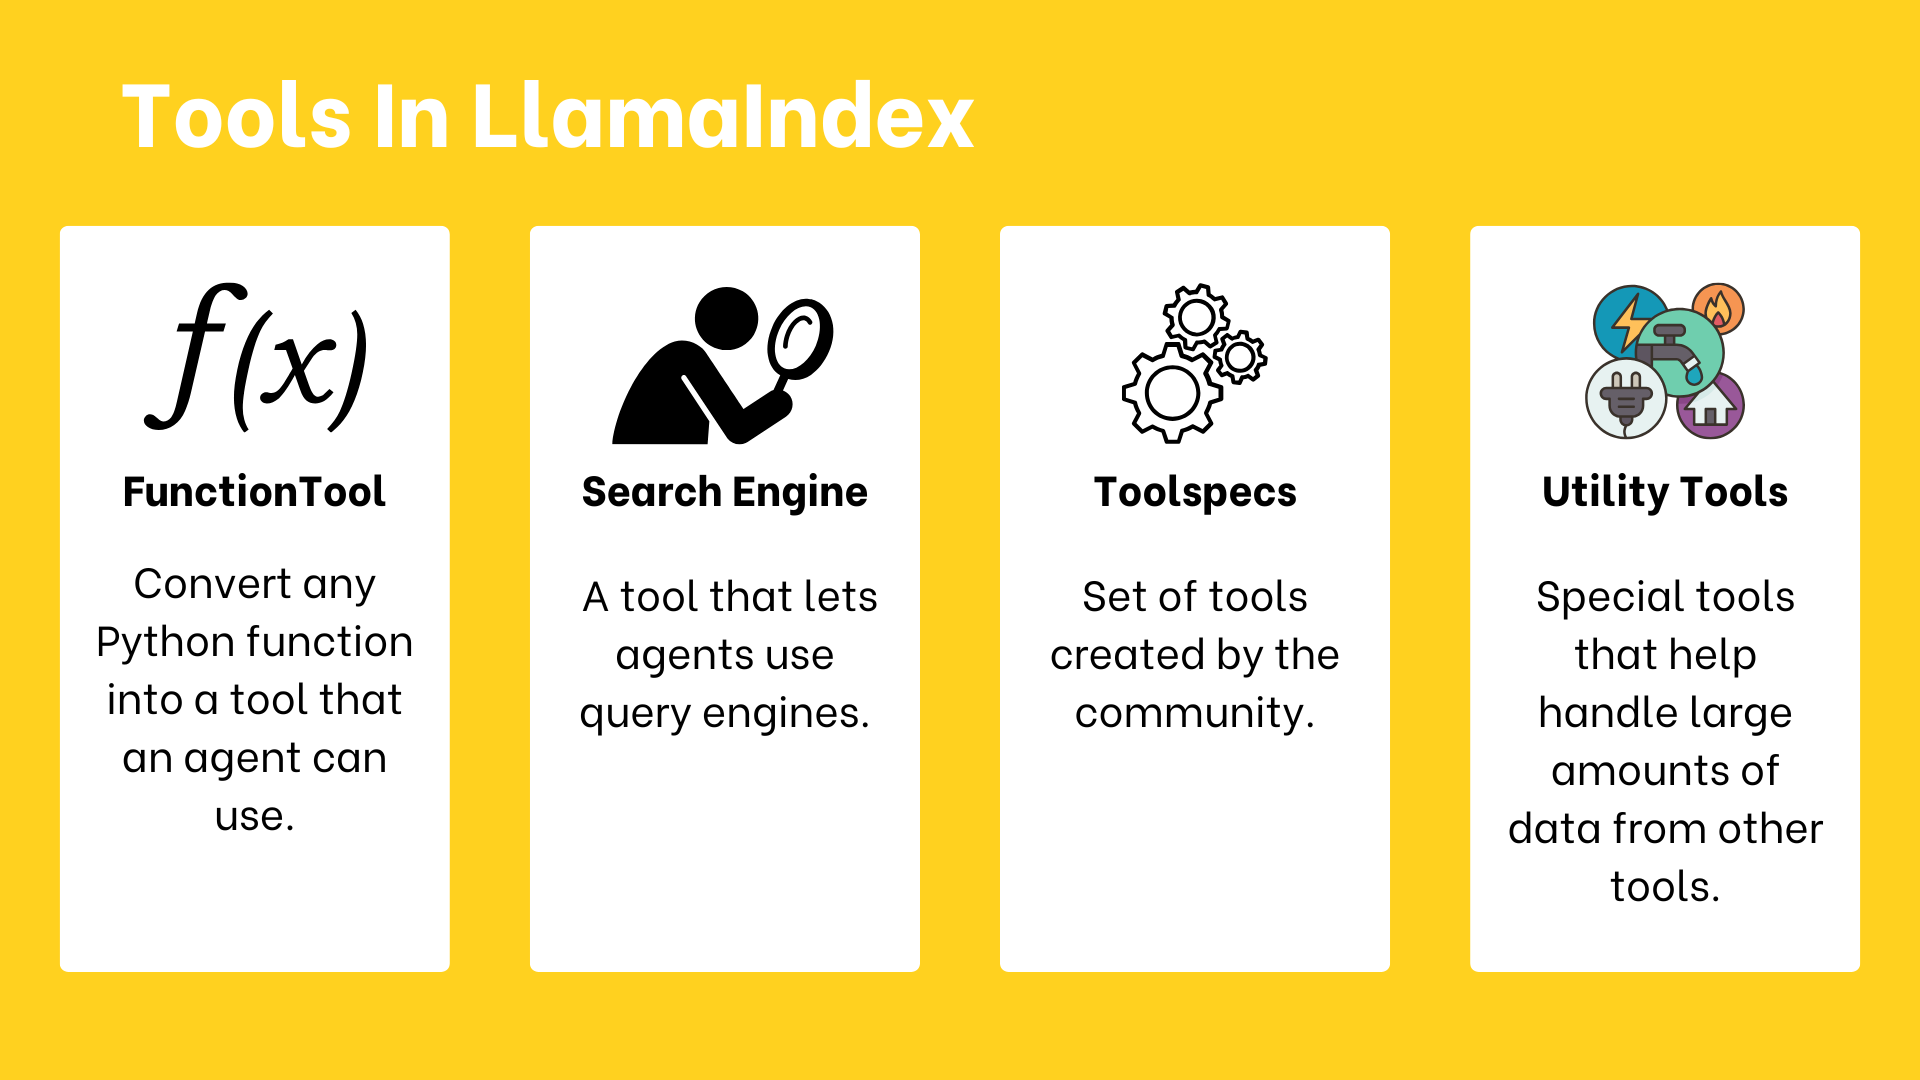 Tools In LlamaIndex
f(x)
FunctionTool
Convert any
Python function
into a tool that
an agent can
use.
Search Engine
A tool that lets
agents use
query engines.
Toolspecs
Set of tools
created by the
community.
Utility Tools
Special tools
that help
handle large
amounts of
data from other
tools.